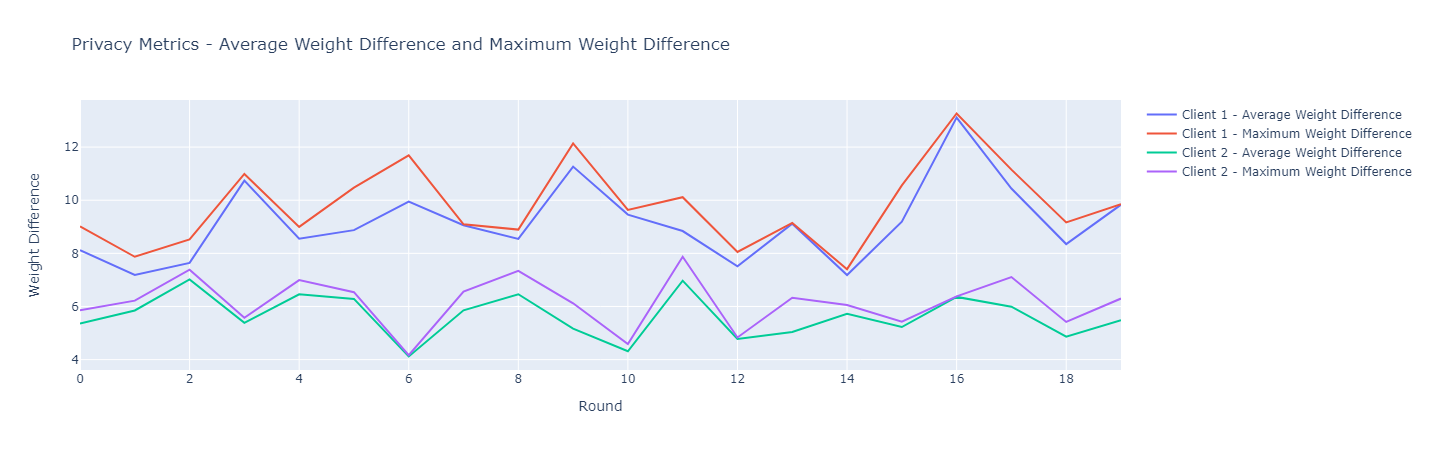 Privacy Metrics - Average Weight Difference and Maximum Weight Difference
Client 1 - Average Weight Difference
Client 1 - Maximum Weight Difference
Client 2 - Average Weight Difference
Client 2 - Maximum Weight Difference
Weight Difference
12
10
8
6
4
0 2 4 6 8 10 12 14 16 18
Round